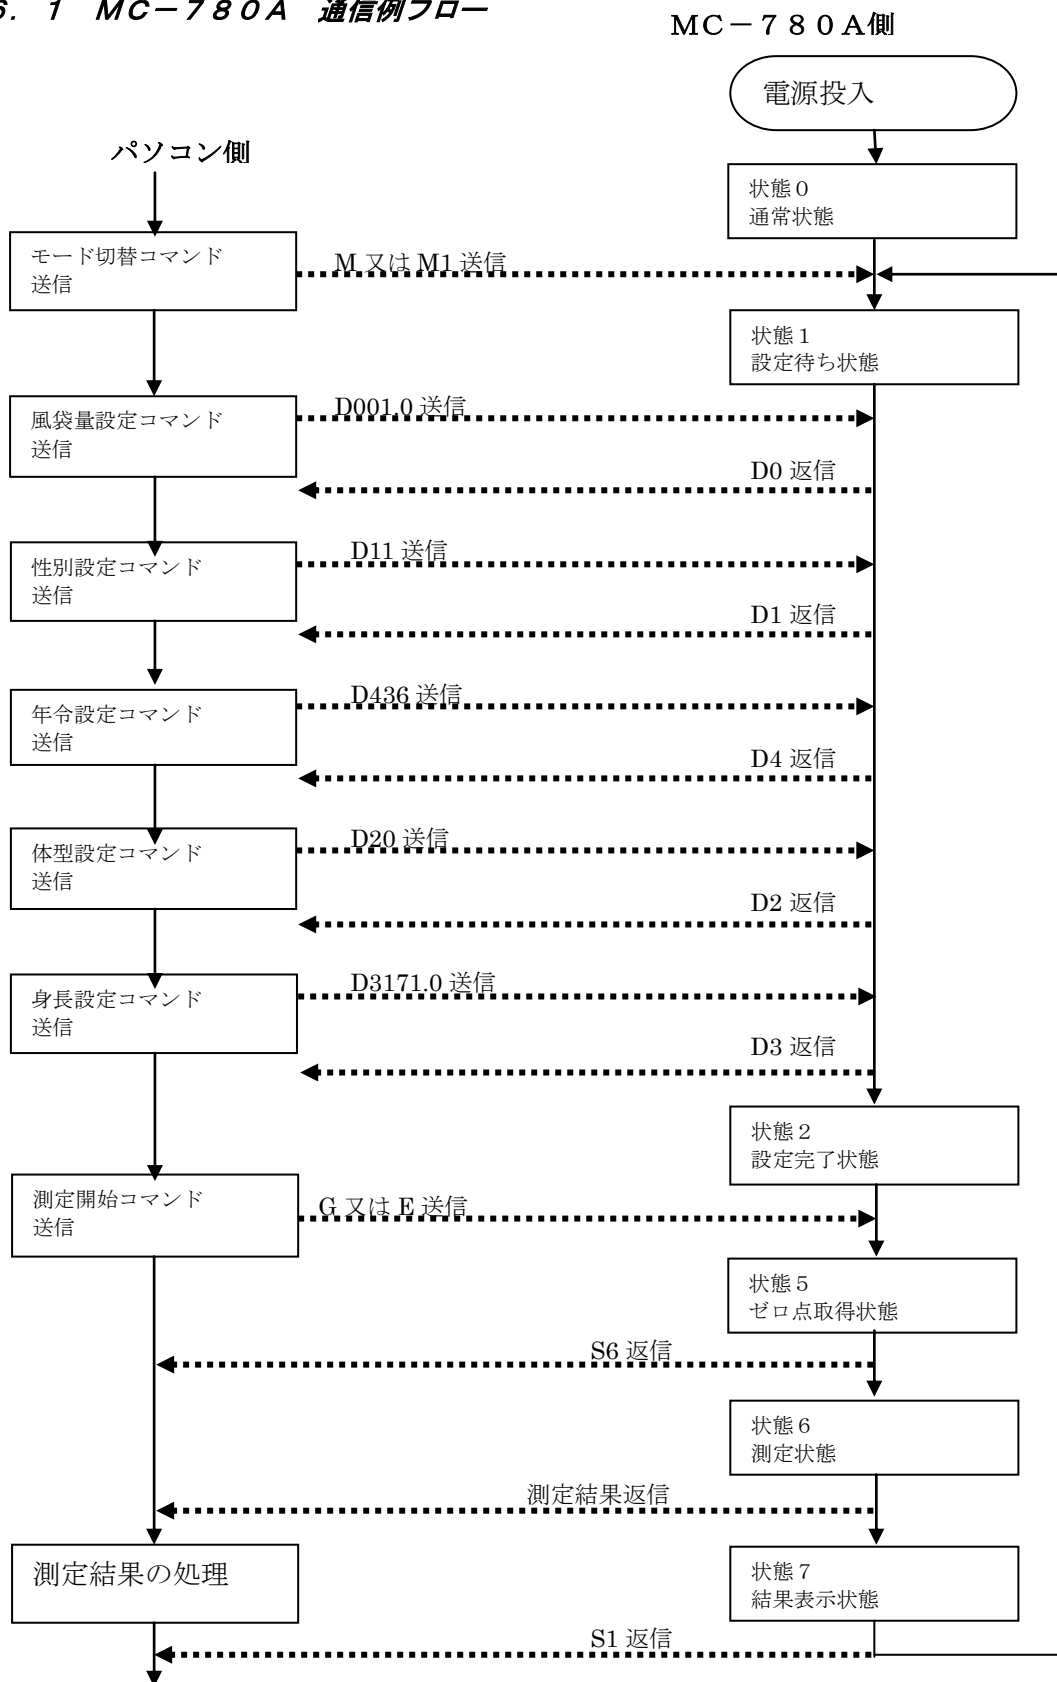 6．1　MC－780A　通信例フロー
MC－780A側
電源投入
パソコン側
状態0
通常状態
モード切替コマンド
送信
M 又は M1 送信
状態1
設定待ち状態
風袋量設定コマンド
送信
D001.0 送信
D0 返信
性別設定コマンド
送信
D11 送信
D1 返信
年令設定コマンド
送信
D436 送信
D4 返信
体型設定コマンド
送信
D20 送信
D2 返信
身長設定コマンド
送信
D3171.0 送信
D3 返信
状態2
設定完了状態
測定開始コマンド
送信
G 又は E 送信
状態5
ゼロ点取得状態
S6 返信
状態6
測定状態
測定結果返信
測定結果の処理
状態7
結果表示状態
S1 返信